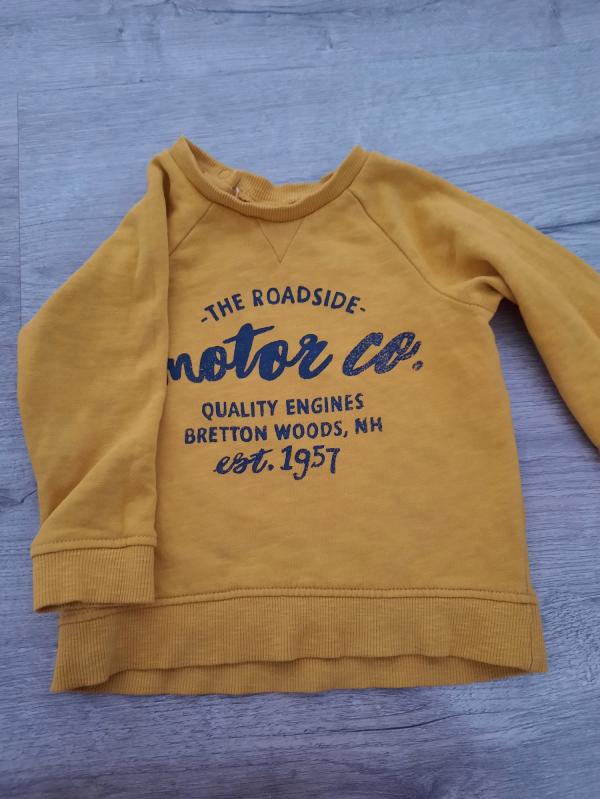 -THE ROADSIDE-
motor co.
QUALITY ENGINES
BRETTON WOODS, NH
est. 1957